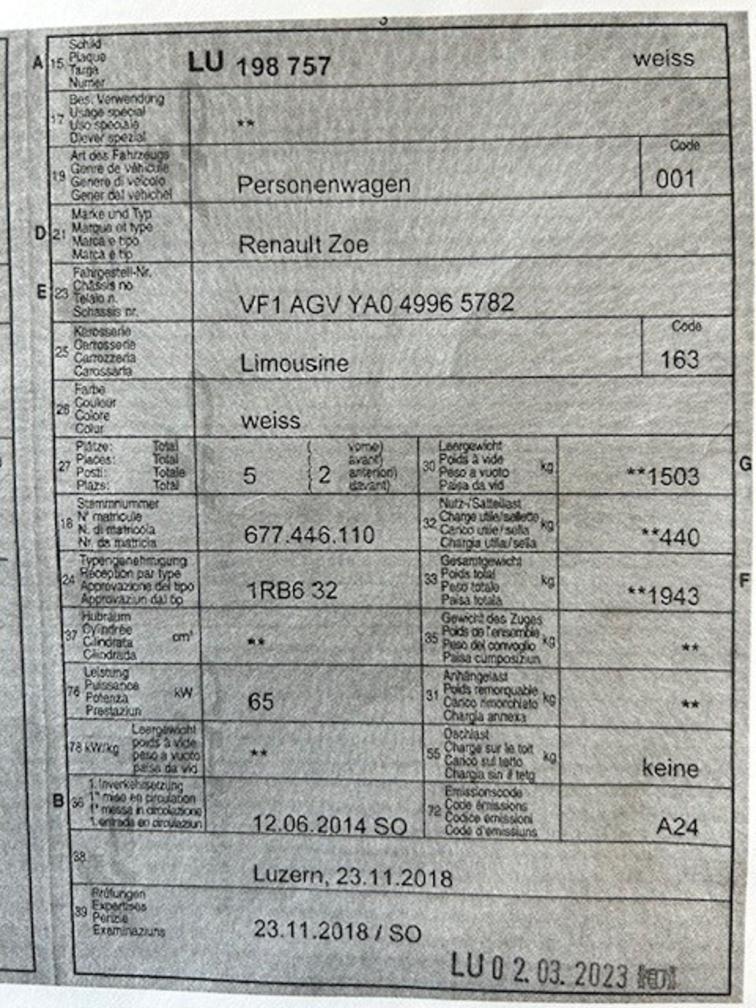 A 15 Schild
Plaque
Targa
Numer
LU 198 757 weiss
17 Bes. Verwendung
Usage spécial
Uso speciale
Diever spezial
**
19 Art des Fahrzeugs
Genre de véhicule
Genere di veicolo
Gener dal vehichel
Personenwagen
Code
001
D 21 Marke und Typ
Marque et type
Marca e tipo
Marca e tip
Renault Zoe
E 23 Fahrgestell-Nr.
Châssis no
Telaio n.
Schassis nr.
VF1 AGV YA0 4996 5782
25 Karosserie
Carrosserie
Carrozzeria
Carossaria
Limousine
Code
163
26 Farbe
Couleur
Colore
Colur
weiss
27 Plätze: Total
Places: Total
Posti: Totale
Plazs: Total
5
( vorne)
avant)
anteriori)
( davant)
2
30 Leergewicht
Poids à vide
Peso a vuoto
Paisa da vid
kg
**1503 G
18 Stammnummer
N° matricule
N. di matricola
Nr. da matricla
677.446.110
32 Nutz-/Sattellast
Charge utile/sellette
Carico utile/sella
Chargia utila/sella
kg
**440
24 Typengenehmigung
Réception par type
Approvazione del tipo
Approvaziun dal tip
1RB6 32
33 Gesamtgewicht
Poids total
Peso totale
Paisa totala
kg
**1943 F
37 Hubraum
Cylindrée
Cilindrata
Cilindrada
cm³
**
35 Gewicht des Zuges
Poids de l'ensemble
Peso del convoglio
Paisa cumposiziun
kg
**
76 Leistung
Puissance
Potenza
Prestaziun
kW
65
31 Anhängelast
Poids remorquable
Carico rimorchiato
Chargia annexa
kg
**
78 kW/kg
Leergewicht
poids à vide
peso a vuoto
paisa da vid
**
55 Dachlast
Charge sur le toit
Carico sul tetto
Chargia sin il tetg
kg
keine
B 36 1. Inverkehrsetzung
1re mise en circulation
1a messa in circolazione
1. entrada en circulaziun
12.06.2014 SO
72 Emissionscode
Code émissions
Codice emissioni
Code d'emissiuns
A24
38
Luzern, 23.11.2018
39 Prüfungen
Expertises
Perizie
Examinaziuns
23.11.2018 / SO
LU 0 2. 03. 2023